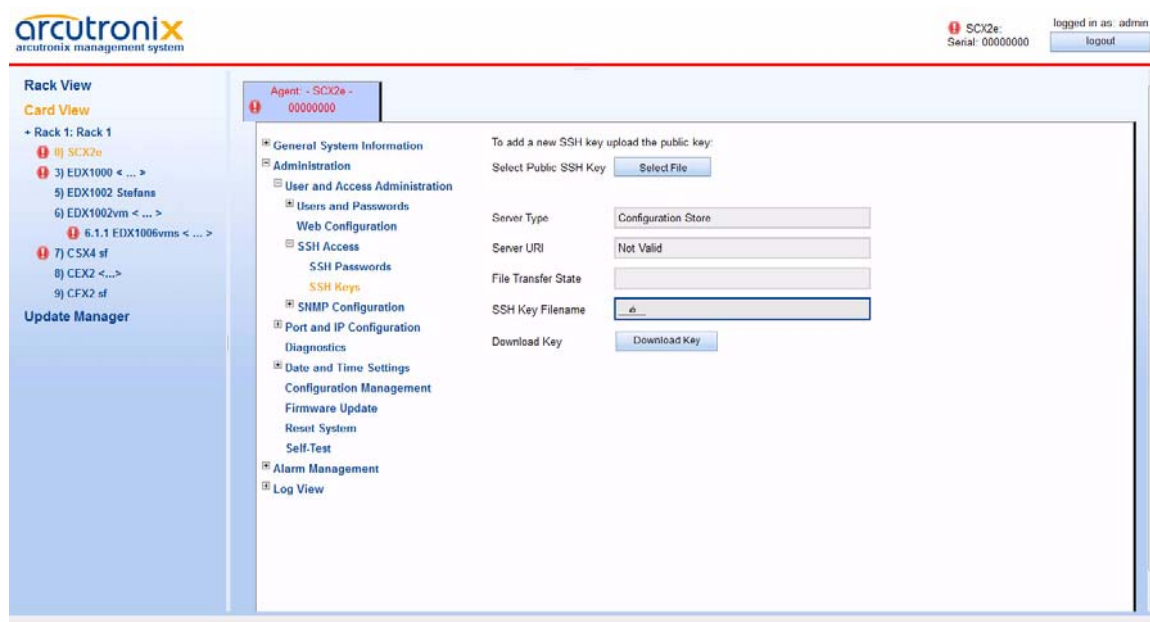 arcutronix
arcutronix management system
SCX2e:
Serial: 00000000
logged in as: admin
logout
Rack View
Card View
+ Rack 1: Rack 1
0) SCX2e
3) EDX1000 < ... >
5) EDX1002 Stefans
6) EDX1002vm < ... >
6.1.1 EDX1006vms < ... >
7) CSX4 sf
8) CEX2 <...>
9) CFX2 sf
Update Manager
Agent: - SCX2e -
00000000
General System Information
Administration
User and Access Administration
Users and Passwords
Web Configuration
SSH Access
SSH Passwords
SSH Keys
SNMP Configuration
Port and IP Configuration
Diagnostics
Date and Time Settings
Configuration Management
Firmware Update
Reset System
Self-Test
Alarm Management
Log View
To add a new SSH key upload the public key:
Select Public SSH Key Select File
Server Type Configuration Store
Server URI Not Valid
File Transfer State
SSH Key Filename
Download Key Download Key